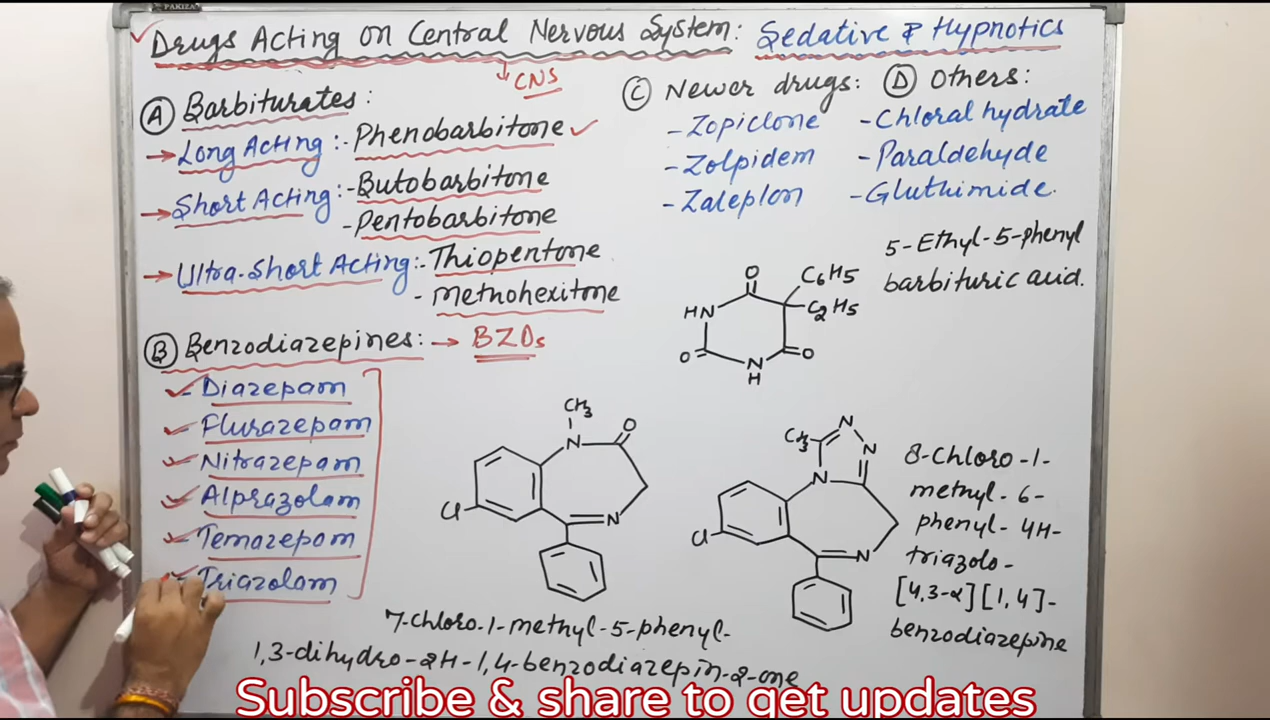 PAKIZA
Drugs Acting on Central Nervous System: Sedative & Hypnotics
CNS
(A) Barbiturates:
Long Acting:- Phenobarbitone
Short Acting:- Butobarbitone
- Pentobarbitone
Ultra-Short Acting:- Thiopentone
- Methohexitone
(B) Benzodiazepines: → BZDs
- Diazepam
- Flurazepam
- Nitrazepam
- Alprazolam
- Temazepam
- Triazolam
(C) Newer drugs:
- Zopiclone
- Zolpidem
- Zaleplon
(D) Others:
- Chloral hydrate
- Paraldehyde
- Gluthimide.
O
C6H5
HN
C2H5
O
O
N
H
5-Ethyl-5-phenyl
barbituric acid.
CH3
N
O
Cl
N
7-chloro-1-methyl-5-phenyl-
1,3-dihydro-2H-1,4-benzodiazepin-2-one
N
CH3
N
N
Cl
N
8-Chloro-1-
methyl-6-
phenyl-4H-
triazolo-
[4,3-α][1,4]-
benzodiazepine
Subscribe & share to get updates